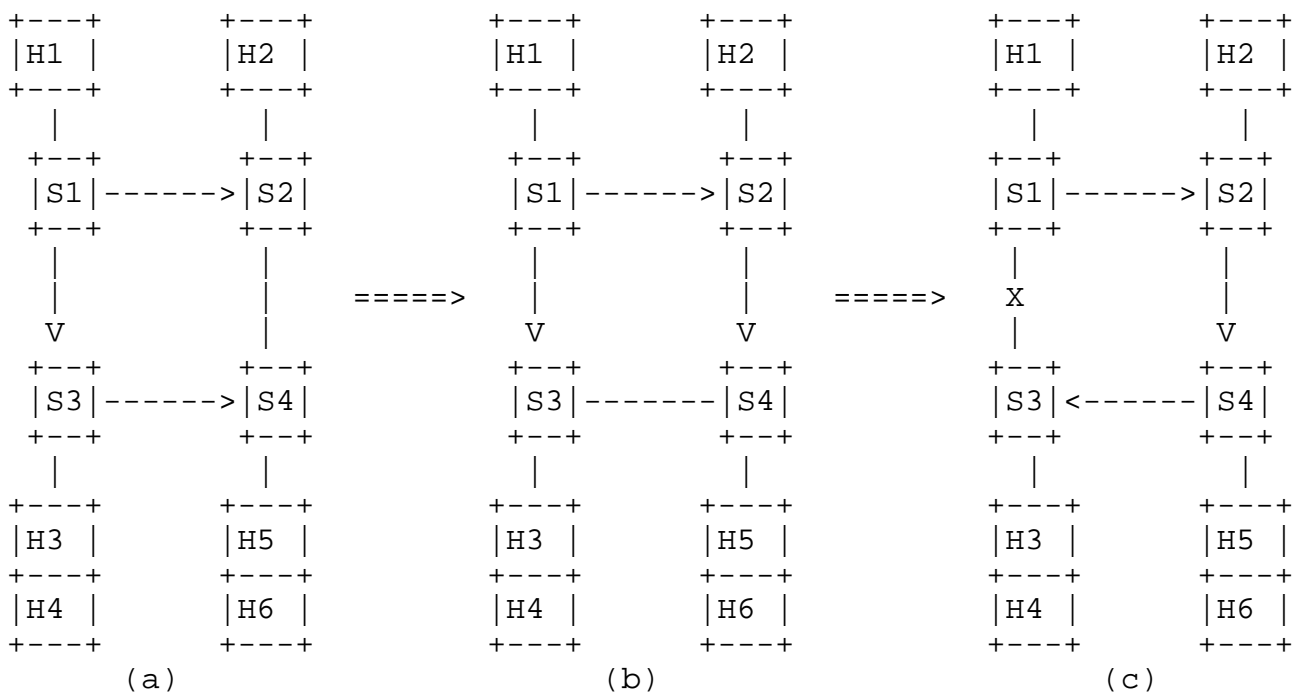 +---+ +---+ +---+ +---+ +---+ +---+
|H1 | |H2 | |H1 | |H2 | |H1 | |H2 |
+---+ +---+ +---+ +---+ +---+ +---+
| | | | | |
+--+ +--+ +--+ +--+ +--+ +--+
|S1|------>|S2| |S1|------>|S2| |S1|------>|S2|
+--+ +--+ +--+ +--+ +--+ +--+
| | | | | |
| | =====> | | =====> X |
V | V V | V
+--+ +--+ +--+ +--+ +--+ +--+
|S3|------>|S4| |S3|-------|S4| |S3|<------|S4|
+--+ +--+ +--+ +--+ +--+ +--+
| | | | | |
+---+ +---+ +---+ +---+ +---+ +---+
|H3 | |H5 | |H3 | |H5 | |H3 | |H5 |
+---+ +---+ +---+ +---+ +---+ +---+
|H4 | |H6 | |H4 | |H6 | |H4 | |H6 |
+---+ +---+ +---+ +---+ +---+ +---+
(a) (b) (c)